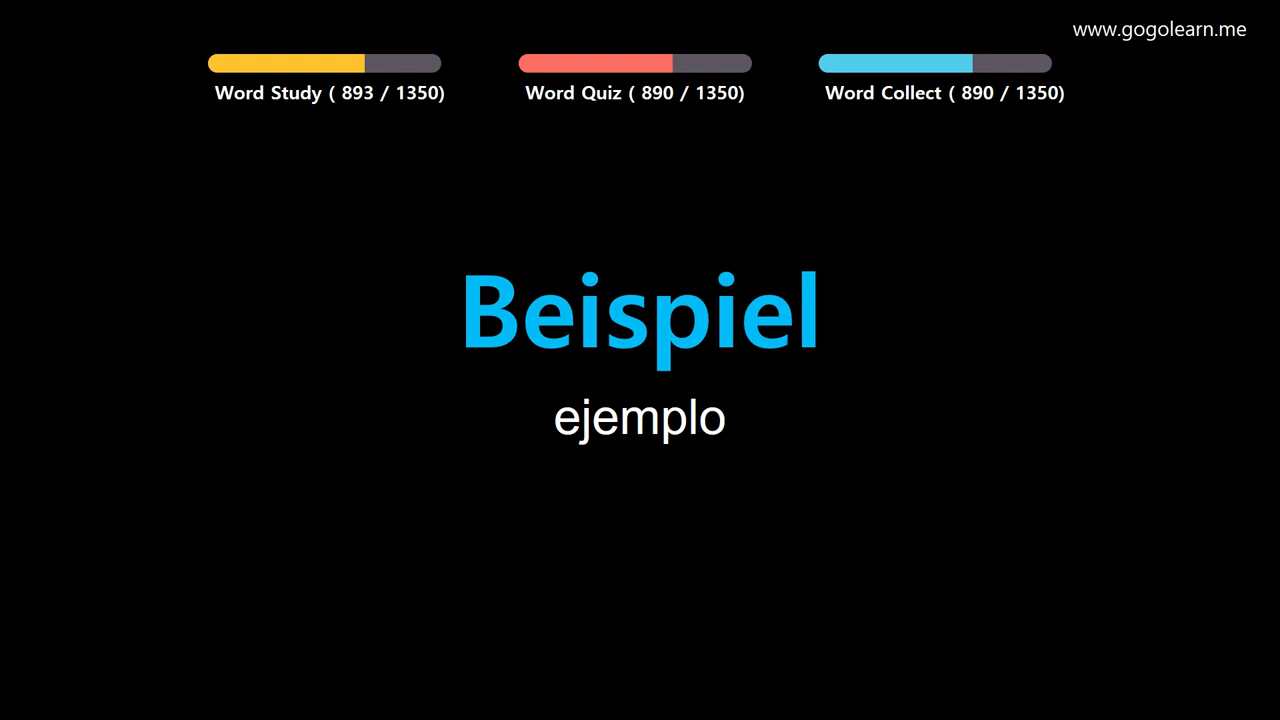 www.gogolearn.me
Word Study ( 893 / 1350)
Word Quiz ( 890 / 1350)
Word Collect ( 890 / 1350)
Beispiel
ejemplo